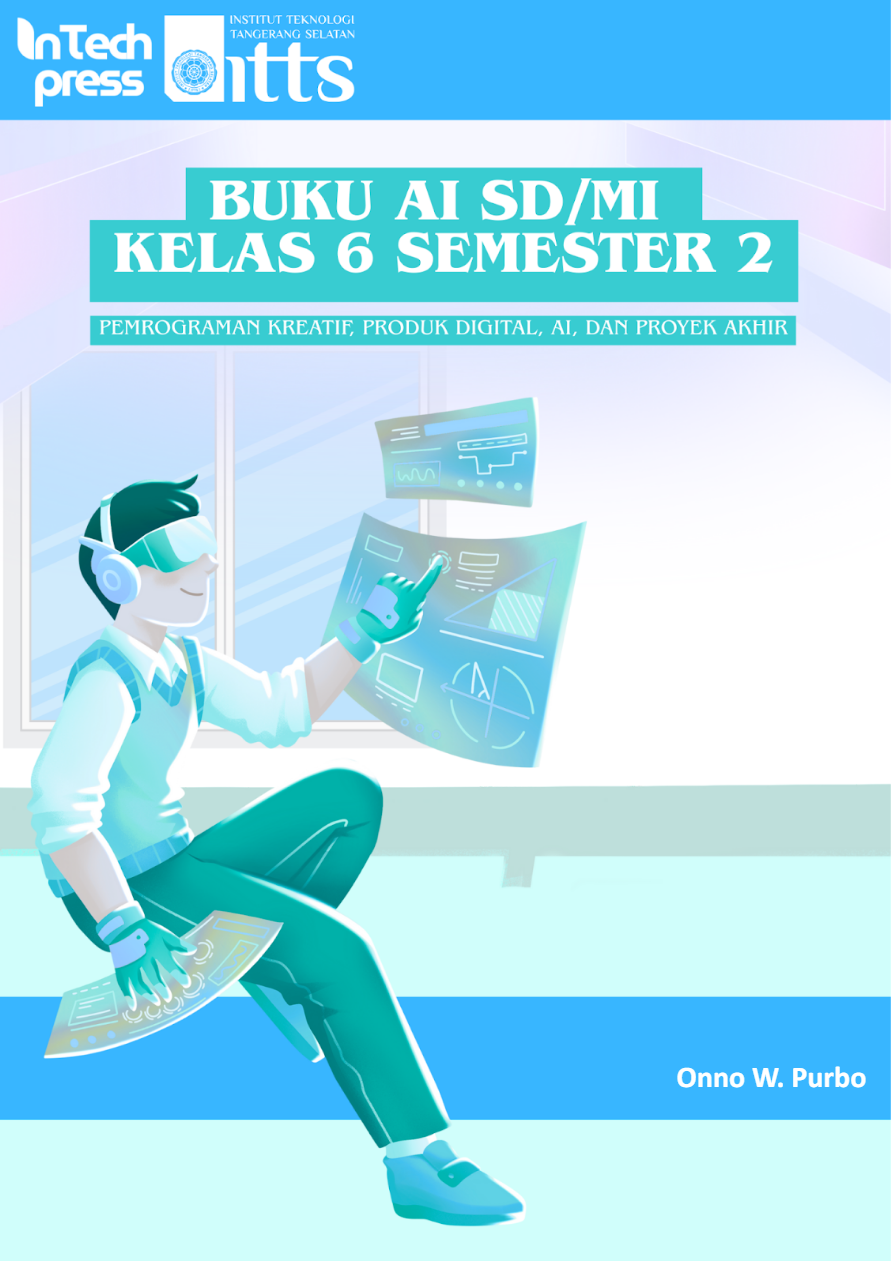 InTech
press
INSTITUT TEKNOLOGI
TANGERANG SELATAN
itts
BUKU AI SD/MI
KELAS 6 SEMESTER 2
PEMROGRAMAN KREATIF, PRODUK DIGITAL, AI, DAN PROYEK AKHIR
Onno W. Purbo